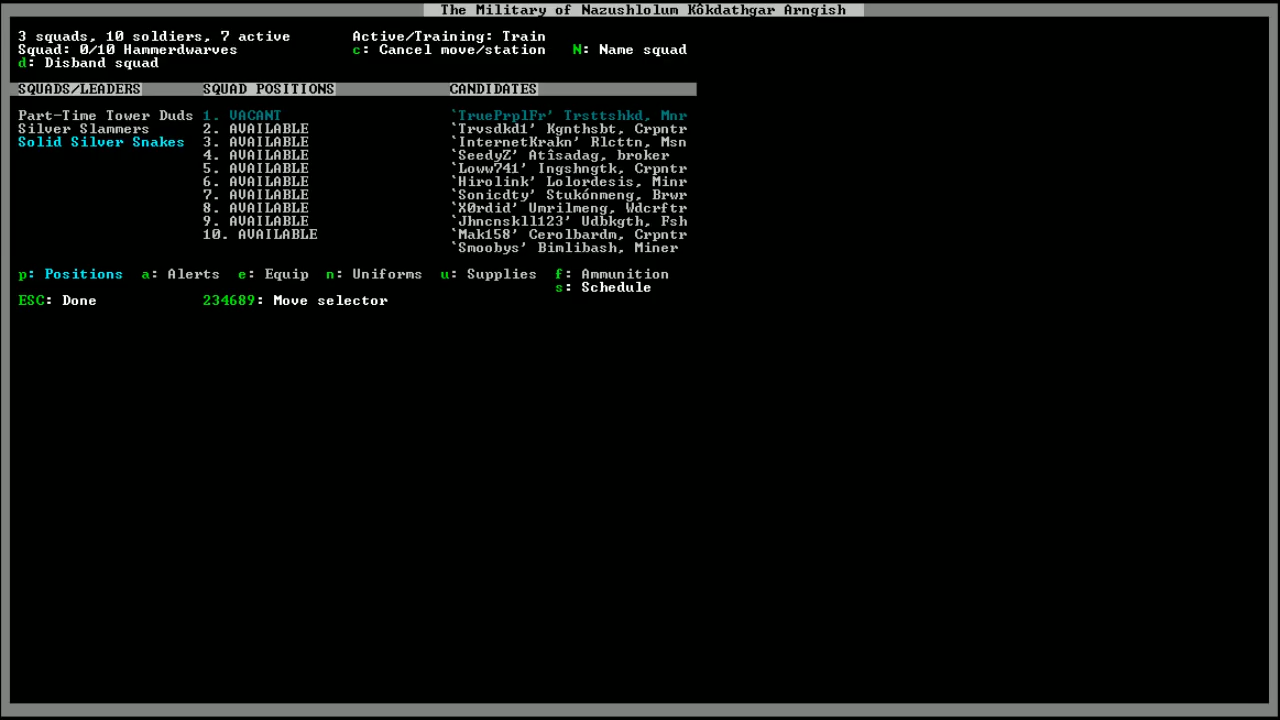 The Military of Nazushlolum Kôkdathgar Arngish
3 squads, 10 soldiers, 7 active Active/Training: Train
Squad: 0/10 Hammerdwarves c: Cancel move/station N: Name squad
d: Disband squad
SQUADS/LEADERS SQUAD POSITIONS CANDIDATES
Part-Time Tower Duds 1. VACANT `TruePrplFr' Trsttshkd, Mnr
Silver Slammers 2. AVAILABLE `Trvsdkd1' Kgnthsbt, Crpntr
Solid Silver Snakes 3. AVAILABLE `InternetKrakn' Rlcttn, Msn
4. AVAILABLE `SeedyZ' Atîsadag, broker
5. AVAILABLE `Loww741' Ingshngtk, Crpntr
6. AVAILABLE `Hirolink' Lolordesis, Minr
7. AVAILABLE `Sonicdty' Stukónmeng, Brwr
8. AVAILABLE `X0rdid' Umrilmeng, Wdcrftr
9. AVAILABLE `Jhncnskll123' Udbkgth, Fsh
10. AVAILABLE `Mak158' Cerolbardm, Crpntr
`Smoobys' Bimlibash, Miner
p: Positions a: Alerts e: Equip n: Uniforms u: Supplies f: Ammunition
s: Schedule
ESC: Done 234689: Move selector